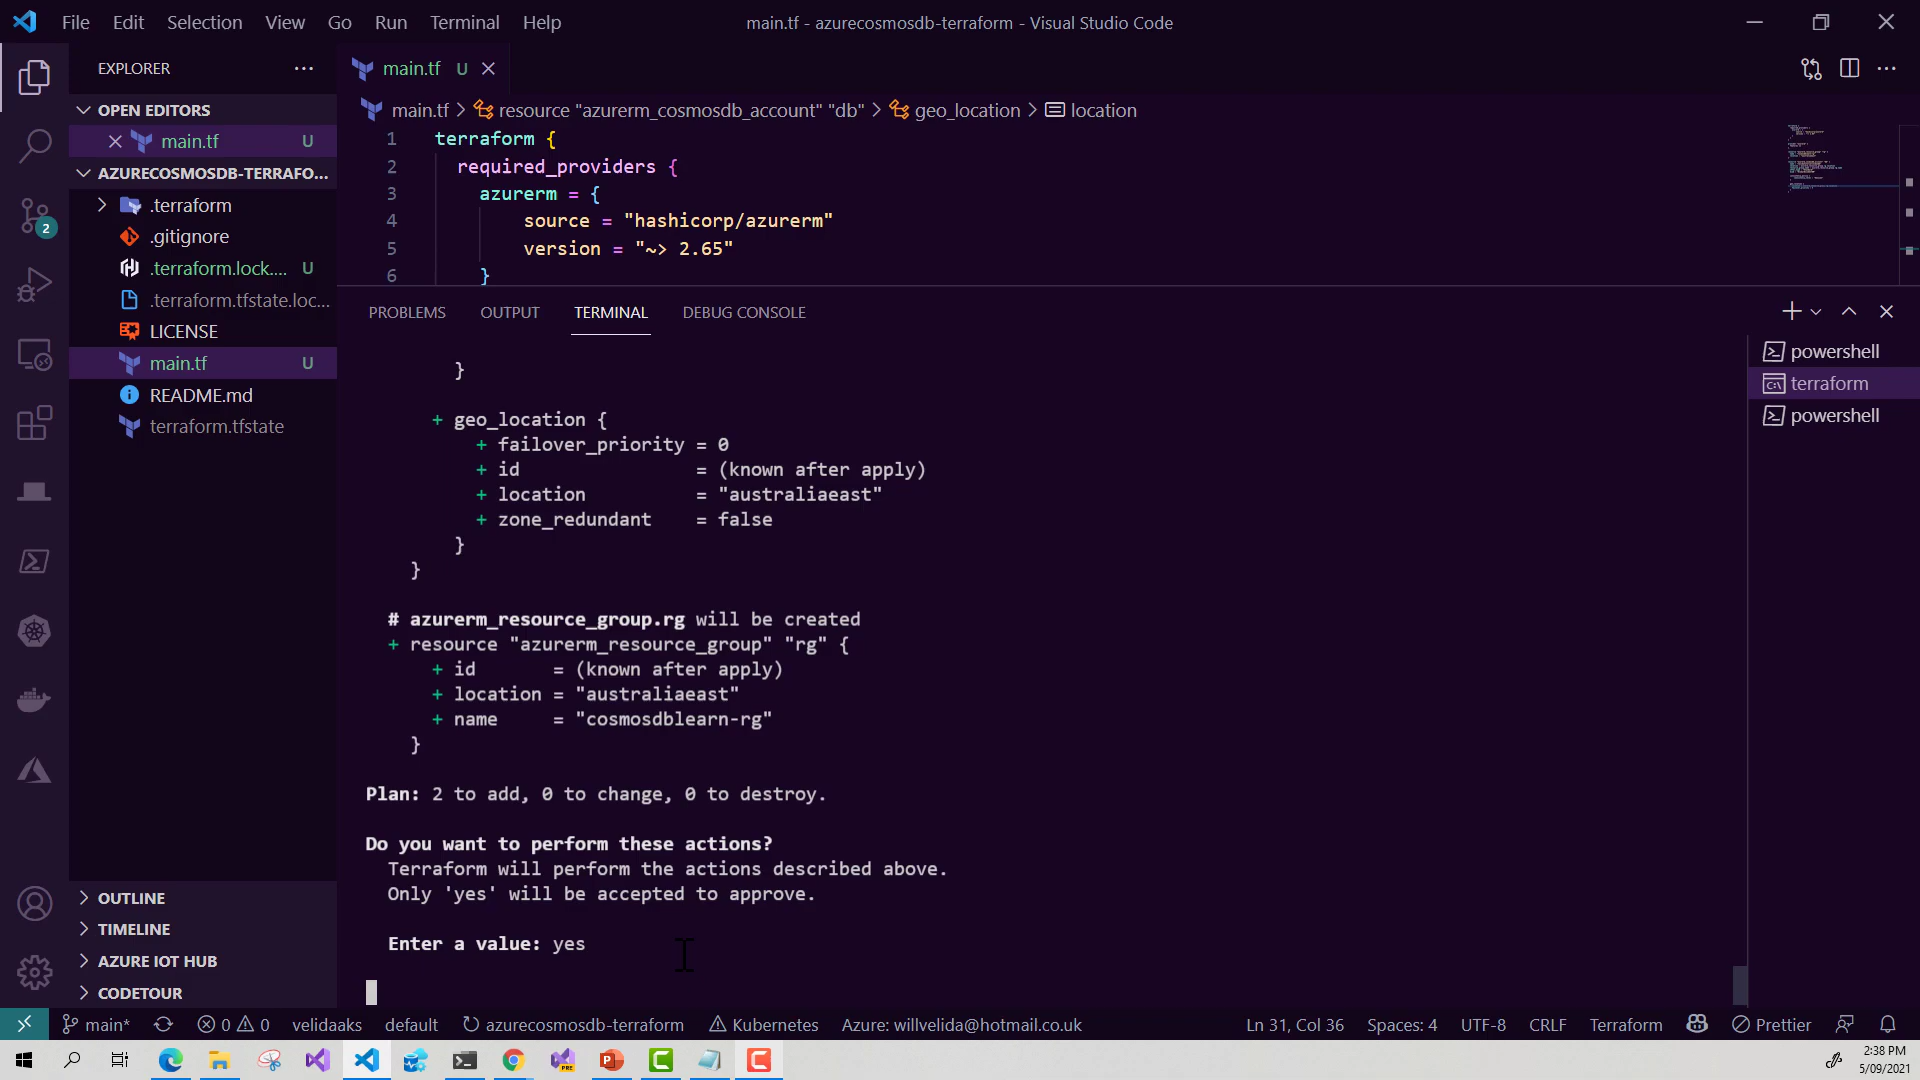 File Edit Selection View Go Run Terminal Help
main.tf - azurecosmosdb-terraform - Visual Studio Code
EXPLORER
OPEN EDITORS
main.tf U
AZURECOSMOSDB-TERRAFO...
.terraform
.gitignore
.terraform.lock.... U
.terraform.tfstate.loc...
LICENSE
main.tf U
README.md
terraform.tfstate
OUTLINE
TIMELINE
AZURE IOT HUB
CODETOUR
2
main.tf U
main.tf > resource "azurerm_cosmosdb_account" "db" > geo_location > location
1 terraform {
2 required_providers {
3 azurerm = {
4 source = "hashicorp/azurerm"
5 version = "~> 2.65"
6 }
PROBLEMS OUTPUT TERMINAL DEBUG CONSOLE
}
+ geo_location {
+ failover_priority = 0
+ id = (known after apply)
+ location = "australiaeast"
+ zone_redundant = false
}
}
# azurerm_resource_group.rg will be created
+ resource "azurerm_resource_group" "rg" {
+ id = (known after apply)
+ location = "australiaeast"
+ name = "cosmosdblearn-rg"
}
Plan: 2 to add, 0 to change, 0 to destroy.
Do you want to perform these actions?
Terraform will perform the actions described above.
Only 'yes' will be accepted to approve.
Enter a value: yes
powershell
terraform
powershell
main* 0 0 velidaaks default azurecosmosdb-terraform Kubernetes Azure: willvelida@hotmail.co.uk Ln 31, Col 36 Spaces: 4 UTF-8 CRLF Terraform Prettier
2:38 PM
5/09/2021